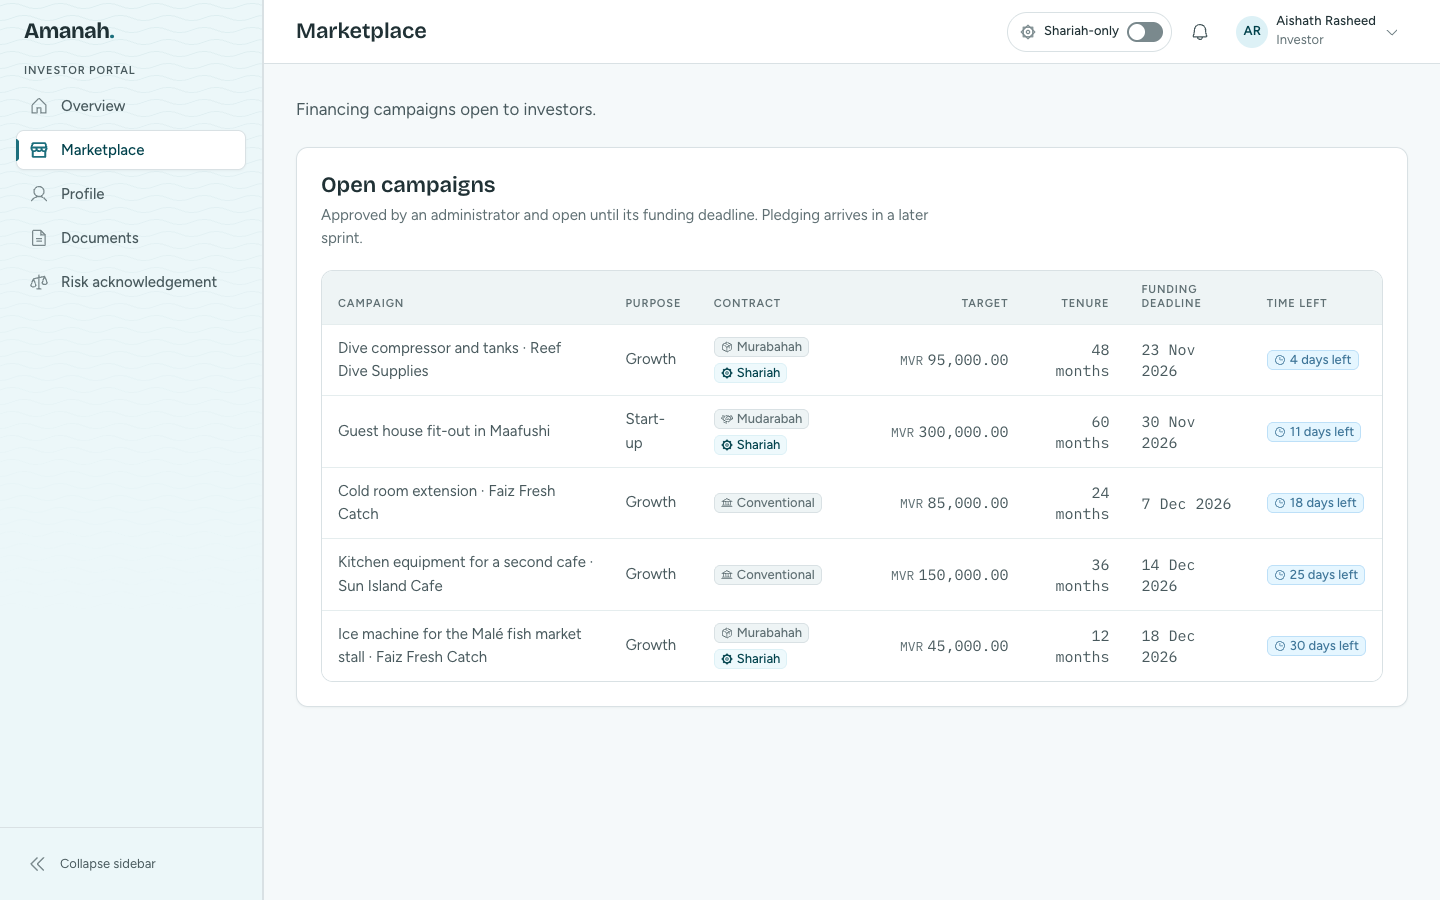 Amanah.
INVESTOR PORTAL
Overview
Marketplace
Profile
Documents
Risk acknowledgement
Collapse sidebar
Marketplace
Shariah-only
AR
Aishath Rasheed
Investor
Financing campaigns open to investors.
Open campaigns
Approved by an administrator and open until its funding deadline. Pledging arrives in a later
sprint.
CAMPAIGN PURPOSE CONTRACT TARGET TENURE FUNDING DEADLINE TIME LEFT
Dive compressor and tanks · Reef
Dive Supplies
Growth
Murabahah
Shariah
MVR 95,000.00
48
months
23 Nov
2026
4 days left
Guest house fit-out in Maafushi
Start-
up
Mudarabah
Shariah
MVR 300,000.00
60
months
30 Nov
2026
11 days left
Cold room extension · Faiz Fresh
Catch
Growth
Conventional
MVR 85,000.00
24
months
7 Dec 2026
18 days left
Kitchen equipment for a second cafe ·
Sun Island Cafe
Growth
Conventional
MVR 150,000.00
36
months
14 Dec
2026
25 days left
Ice machine for the Malé fish market
stall · Faiz Fresh Catch
Growth
Murabahah
Shariah
MVR 45,000.00
12
months
18 Dec
2026
30 days left